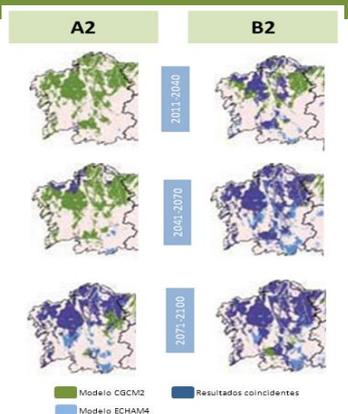 A2
B2
2011-2040
2041-2070
2071-2100
Modelo CGCM2
Resultados coincidentes
Modelo ECHAM4